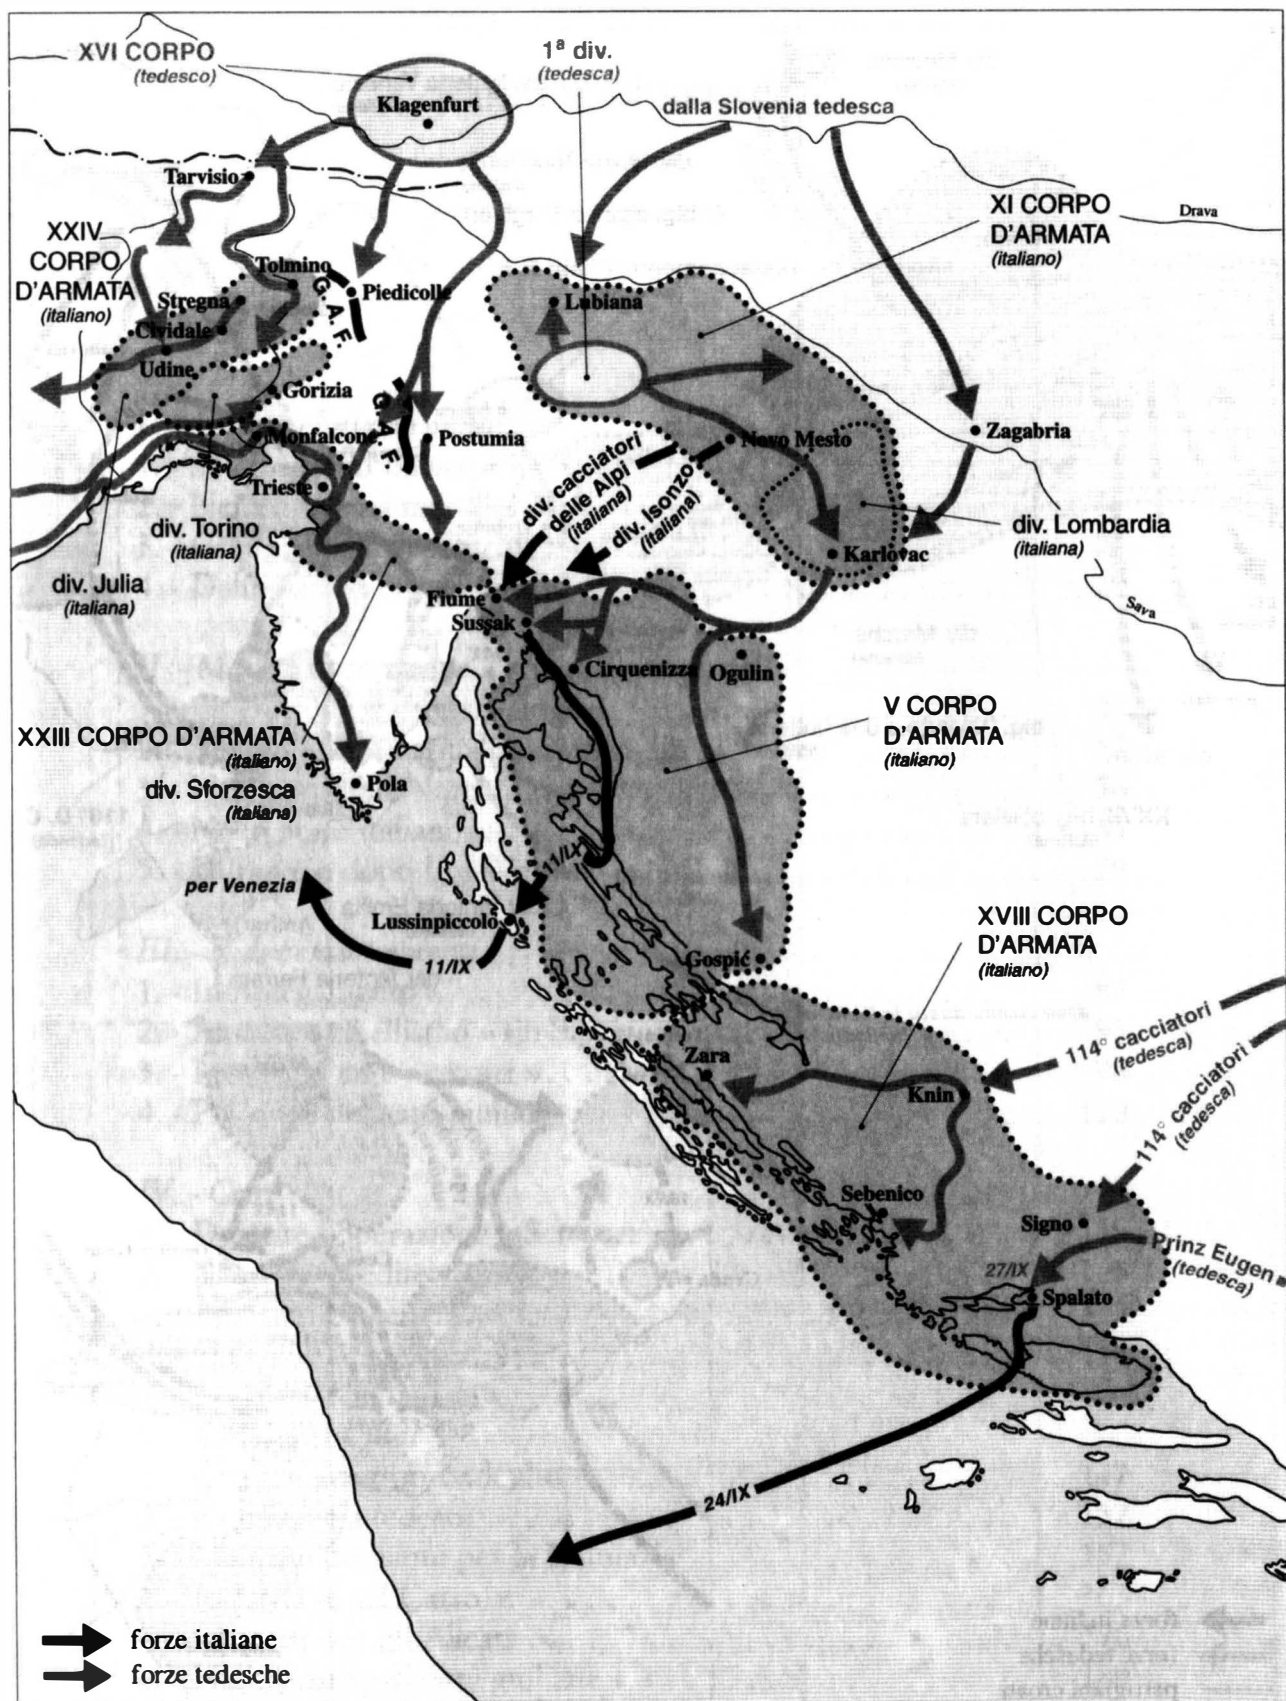 XVI CORPO
(tedesco)
1ª div.
(tedesca)
Klagenfurt
dalla Slovenia tedesca
Tarvisio
XI CORPO
D'ARMATA
(italiano)
Drava
XXIV
CORPO
D'ARMATA
(italiano)
Tolmino
G. A. F.
Piedicolle
Stregna
Cividale
Udine
Lubiana
Gorizia
G. A. F.
Monfalcone
Postumia
Novo Mesto
Zagabria
Trieste
div. cacciatori
delle Alpi
(italiana)
div. Isonzo
(italiana)
div. Torino
(italiana)
div. Lombardia
(italiana)
Karlovac
div. Julia
(italiana)
Fiume
Sussak
Sava
Cirquenizza
Ogulin
V CORPO
D'ARMATA
(italiano)
XXIII CORPO D'ARMATA
(italiano)
div. Sforzesca
(italiana)
Pola
11/IX
per Venezia
Lussinpiccolo
11/IX
Gospić
XVIII CORPO
D'ARMATA
(italiano)
114° cacciatori
(tedesca)
Zara
Knin
114° cacciatori
(tedesca)
Sebenico
Signo
Prinz Eugen
(tedesca)
27/IX
Spalato
24/IX
forze italiane
forze tedesche